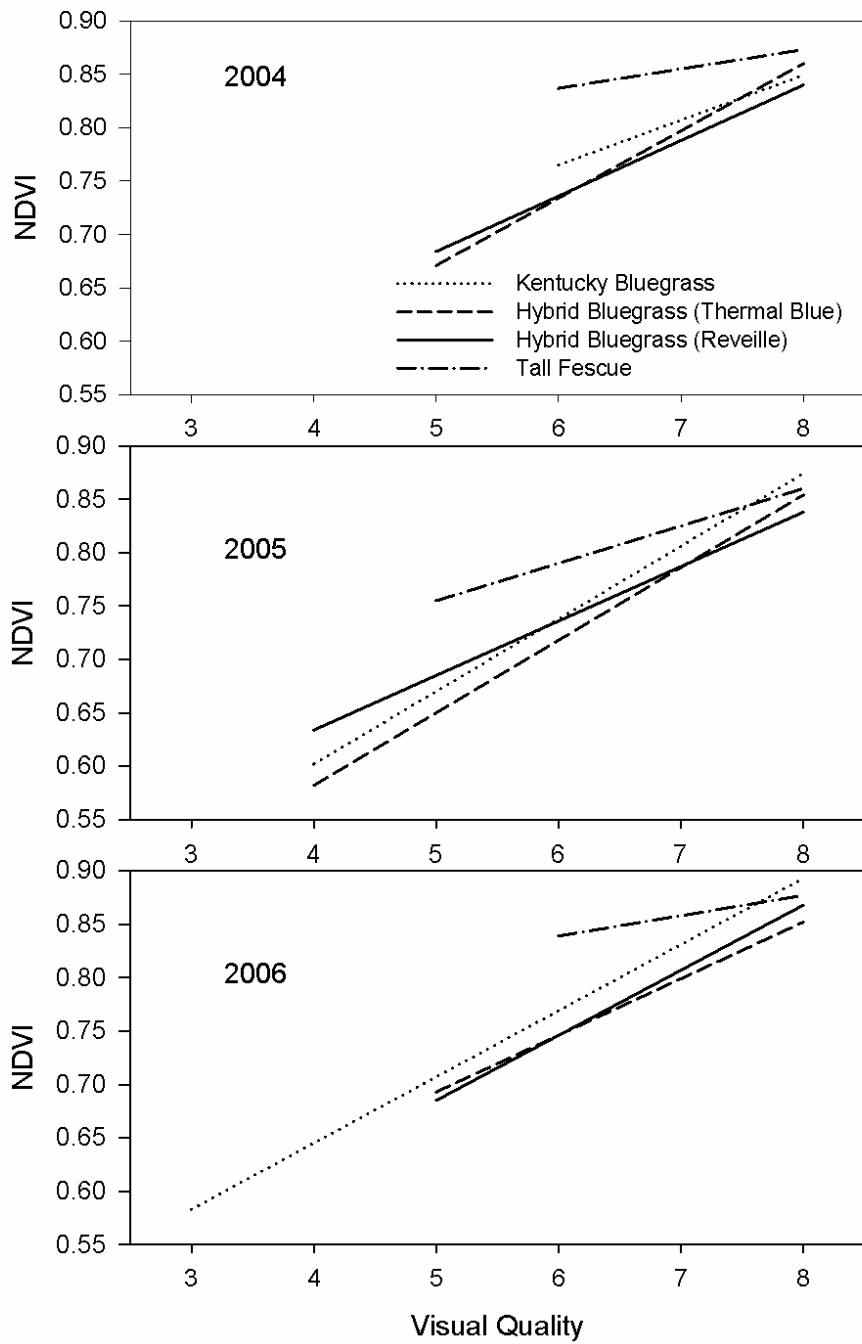 0.90
0.85
0.80
0.75
0.70
0.65
0.60
0.55
NDVI
2004
Kentucky Bluegrass
Hybrid Bluegrass (Thermal Blue)
Hybrid Bluegrass (Reveille)
Tall Fescue
3 4 5 6 7 8
0.90
0.85
0.80
0.75
0.70
0.65
0.60
0.55
NDVI
2005
3 4 5 6 7 8
0.90
0.85
0.80
0.75
0.70
0.65
0.60
0.55
NDVI
2006
3 4 5 6 7 8
Visual Quality